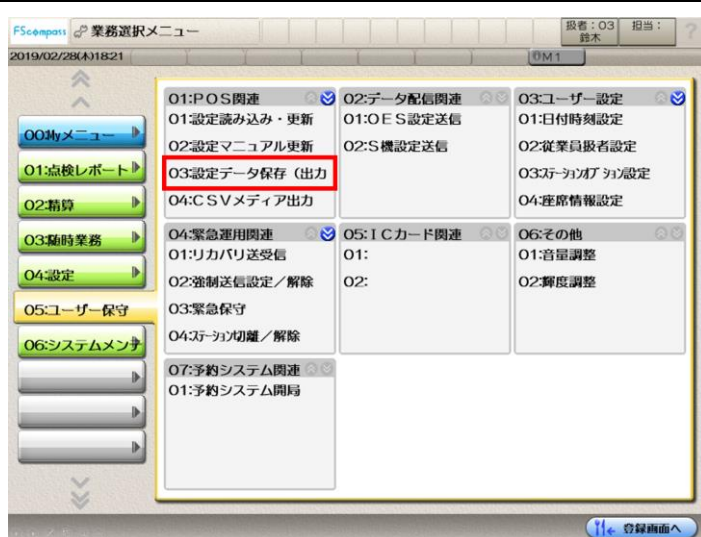 FScompass 業務選択メニュー
扱者：03
鈴木
担当：
?
2019/02/28(木)18:21
0M1
00:Myメニュー
01:点検レポート
02:精算
03:随時業務
04:設定
05:ユーザー保守
06:システムメンテ
01:POS関連
01:設定読み込み・更新
02:設定マニュアル更新
03:設定データ保存（出力
04:CSVメディア出力
02:データ配信関連
01:OES設定送信
02:S機設定送信
03:ユーザー設定
01:日付時刻設定
02:従業員扱者設定
03:ステーションオプション設定
04:座席情報設定
04:緊急運用関連
01:リカバリ送受信
02:強制送信設定／解除
03:緊急保守
04:ステーション切離／解除
05:ICカード関連
01:
02:
06:その他
01:音量調整
02:輝度調整
07:予約システム関連
01:予約システム開局
登録画面へ